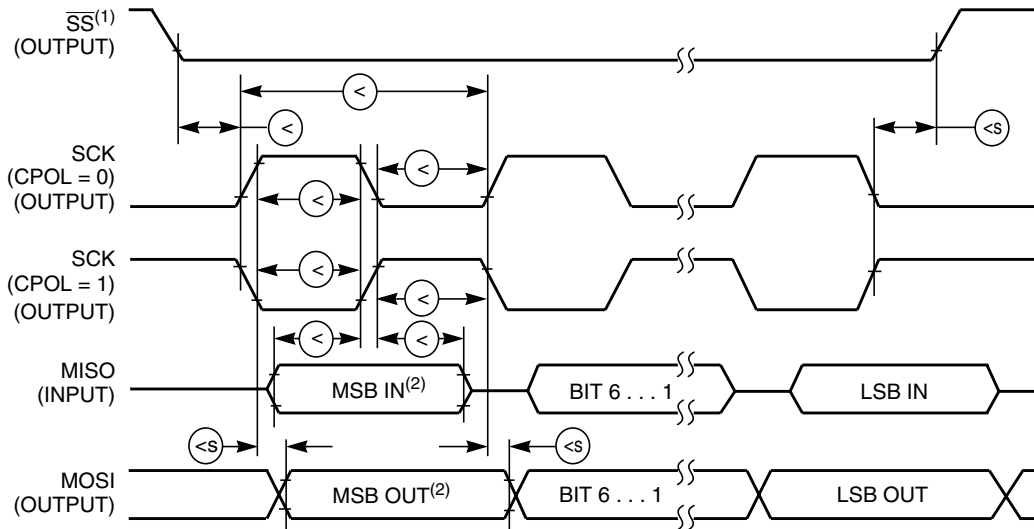 SS(1)
(OUTPUT)
<
<
<s
SCK
(CPOL = 0)
(OUTPUT)
<
<
SCK
(CPOL = 1)
(OUTPUT)
<
<
<
<
MISO
(INPUT)
MSB IN(2)
BIT 6 . . . 1
LSB IN
<s
<s
MOSI
(OUTPUT)
MSB OUT(2)
BIT 6 . . . 1
LSB OUT